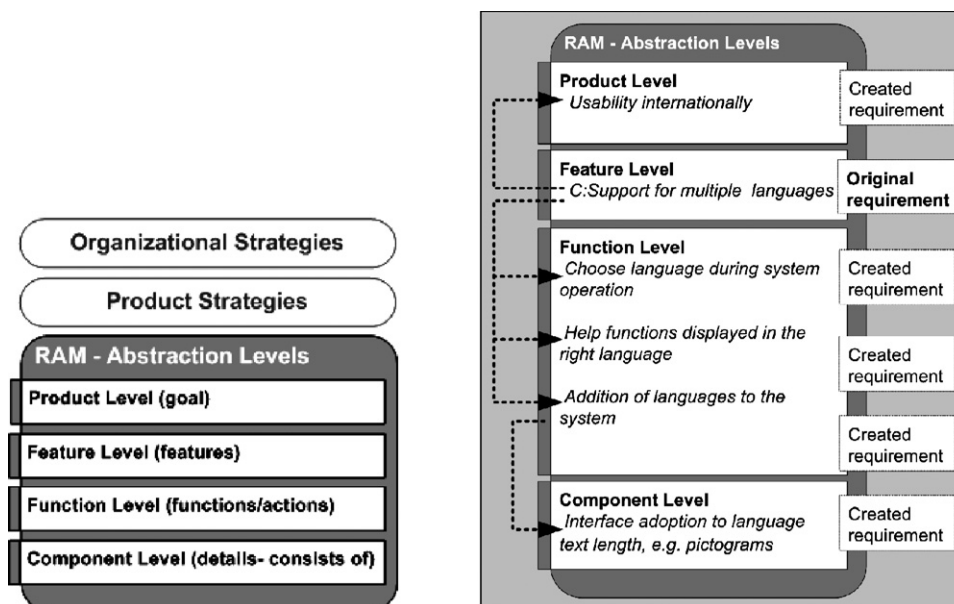 Organizational Strategies
Product Strategies
RAM - Abstraction Levels
Product Level (goal)
Feature Level (features)
Function Level (functions/actions)
Component Level (details- consists of)
RAM - Abstraction Levels
Product Level
Usability internationally
Created
requirement
Feature Level
C:Support for multiple languages
Original
requirement
Function Level
Choose language during system
operation
Created
requirement
Help functions displayed in the
right language
Created
requirement
Addition of languages to the
system
Created
requirement
Component Level
Interface adoption to language
text length, e.g. pictograms
Created
requirement